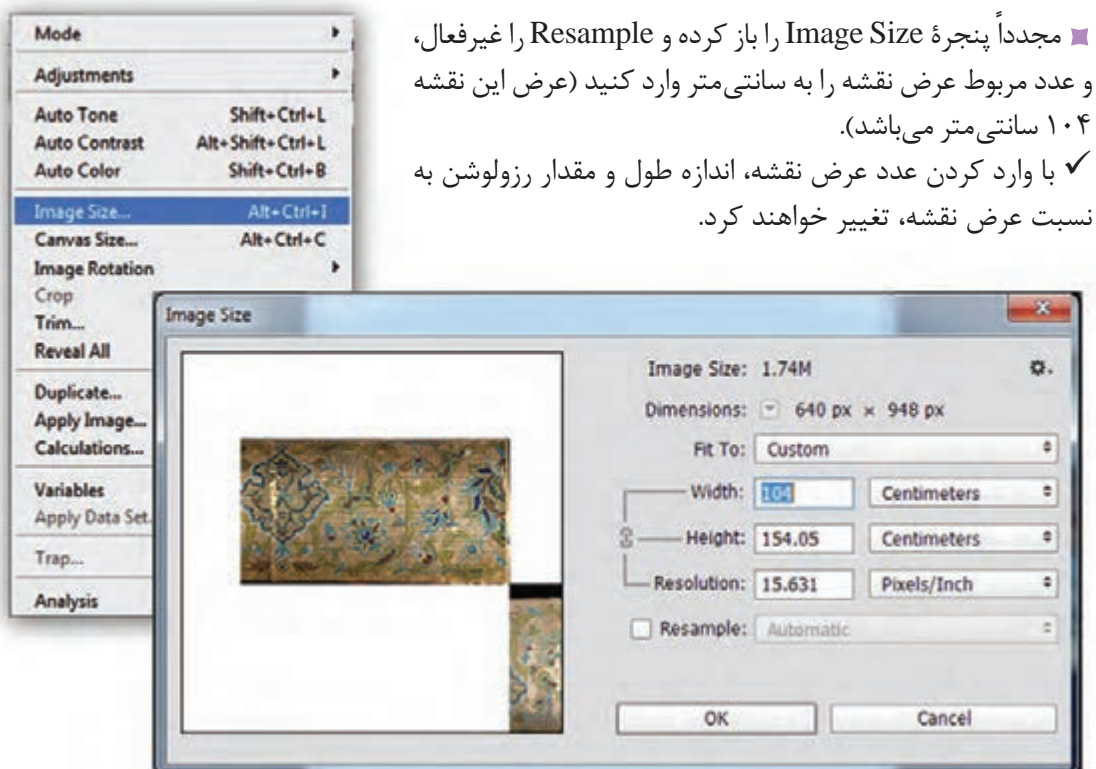 مجدداً پنجرهٔ Image Size را باز کرده و Resample را غیرفعال،
و عدد مربوط عرض نقشه را به سانتی‌متر وارد کنید (عرض این نقشه
۱۰۴ سانتی‌متر می‌باشد).
✓ با وارد کردن عدد عرض نقشه، اندازه طول و مقدار رزولوشن به
نسبت عرض نقشه، تغییر خواهند کرد.
Mode
Adjustments
Auto Tone Shift+Ctrl+L
Auto Contrast Alt+Shift+Ctrl+L
Auto Color Shift+Ctrl+B
Image Size... Alt+Ctrl+I
Canvas Size... Alt+Ctrl+C
Image Rotation
Crop
Trim...
Reveal All
Duplicate...
Apply Image...
Calculations...
Variables
Apply Data Set.
Trap...
Analysis
Image Size
Image Size: 1.74M
Dimensions: 640 px × 948 px
Fit To: Custom
Width: 104 Centimeters
Height: 154.05 Centimeters
Resolution: 15.631 Pixels/Inch
Resample: Automatic
OK Cancel